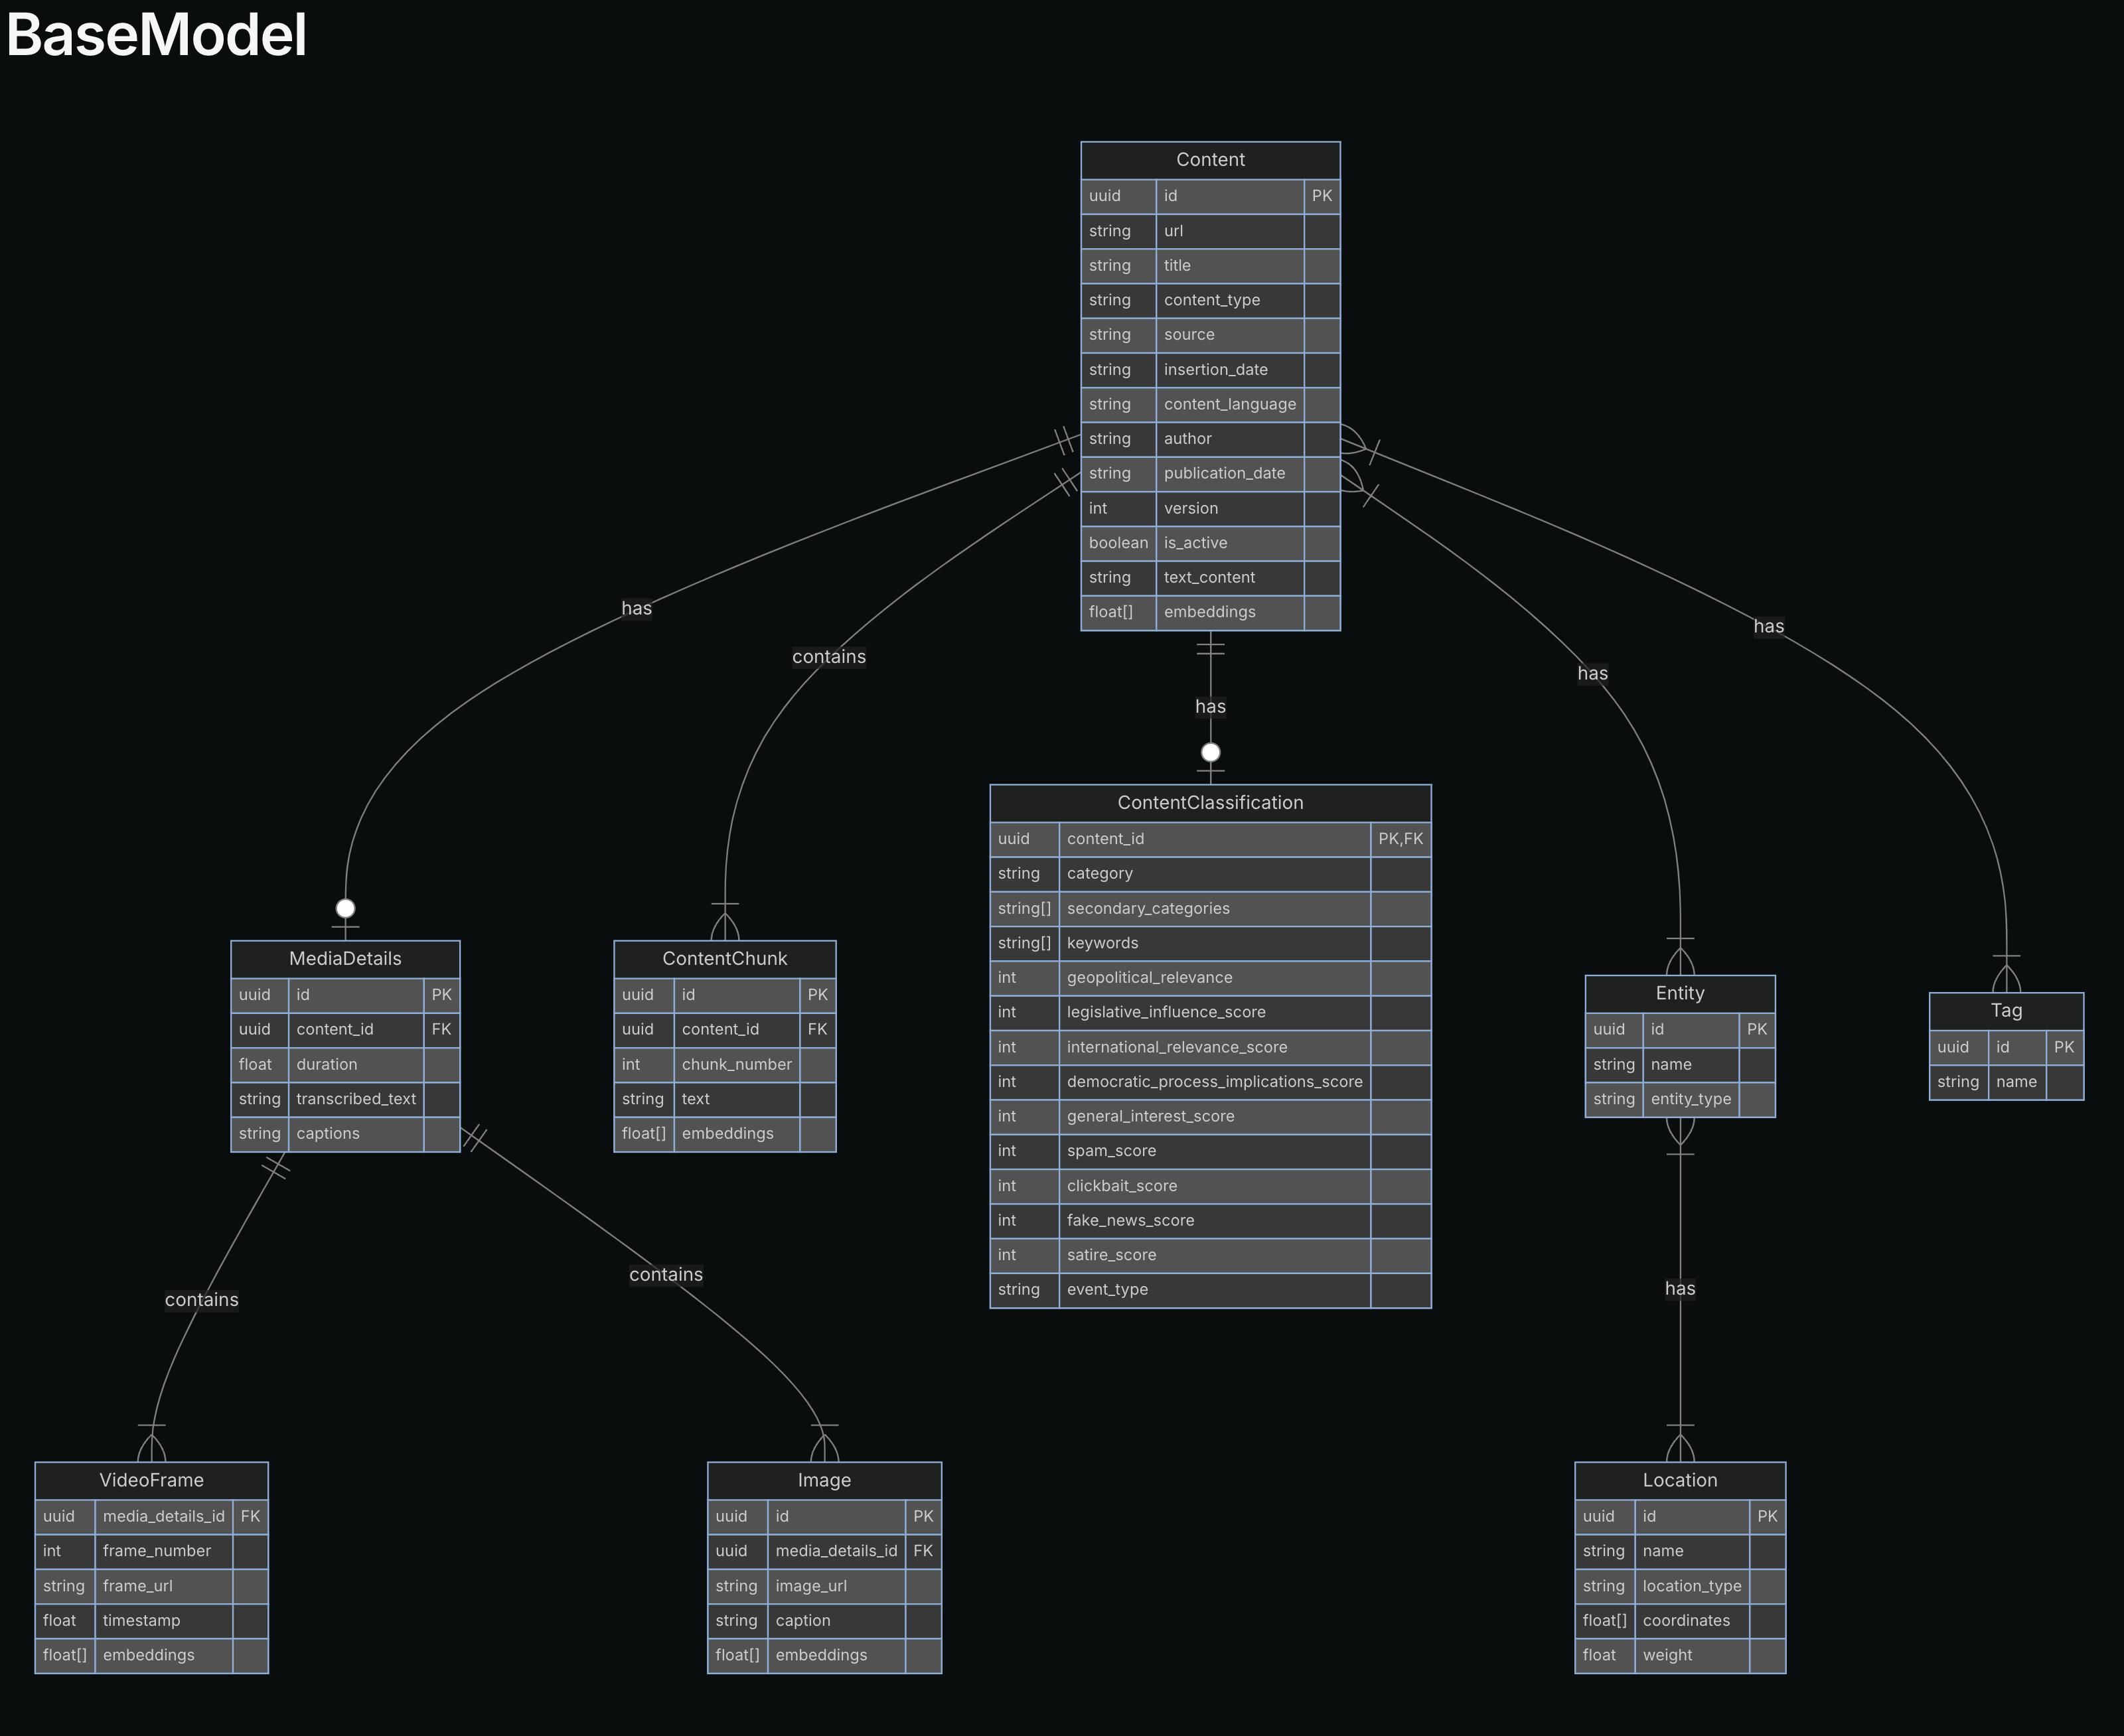 BaseModel
Content
uuid id PK
string url
string title
string content_type
string source
string insertion_date
string content_language
string author
string publication_date
int version
boolean is_active
string text_content
float[] embeddings
has
contains
has
has
has
MediaDetails
uuid id PK
uuid content_id FK
float duration
string transcribed_text
string captions
ContentChunk
uuid id PK
uuid content_id FK
int chunk_number
string text
float[] embeddings
ContentClassification
uuid content_id PK,FK
string category
string[] secondary_categories
string[] keywords
int geopolitical_relevance
int legislative_influence_score
int international_relevance_score
int democratic_process_implications_score
int general_interest_score
int spam_score
int clickbait_score
int fake_news_score
int satire_score
string event_type
Entity
uuid id PK
string name
string entity_type
Tag
uuid id PK
string name
contains
contains
has
VideoFrame
uuid media_details_id FK
int frame_number
string frame_url
float timestamp
float[] embeddings
Image
uuid id PK
uuid media_details_id FK
string image_url
string caption
float[] embeddings
Location
uuid id PK
string name
string location_type
float[] coordinates
float weight